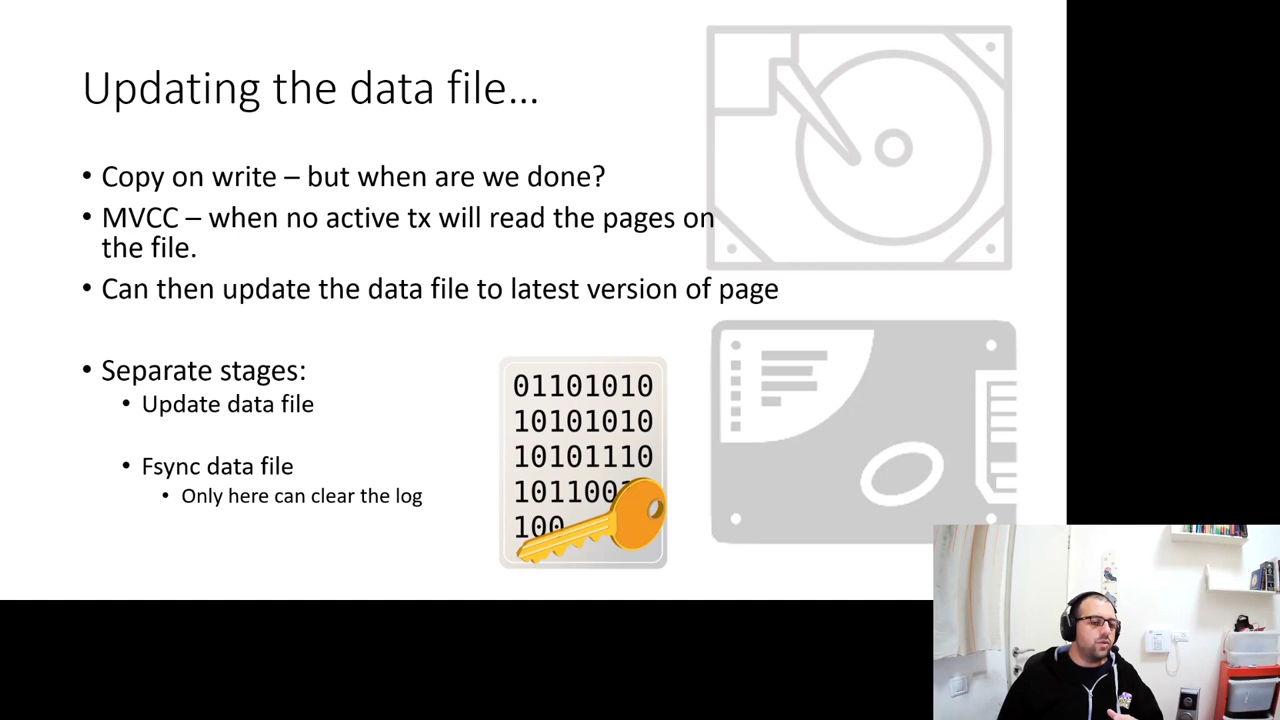 Updating the data file...
• Copy on write – but when are we done?
• MVCC – when no active tx will read the pages on
the file.
• Can then update the data file to latest version of page
• Separate stages:
• Update data file
• Fsync data file
• Only here can clear the log
01101010
10101010
10101110
101100
100